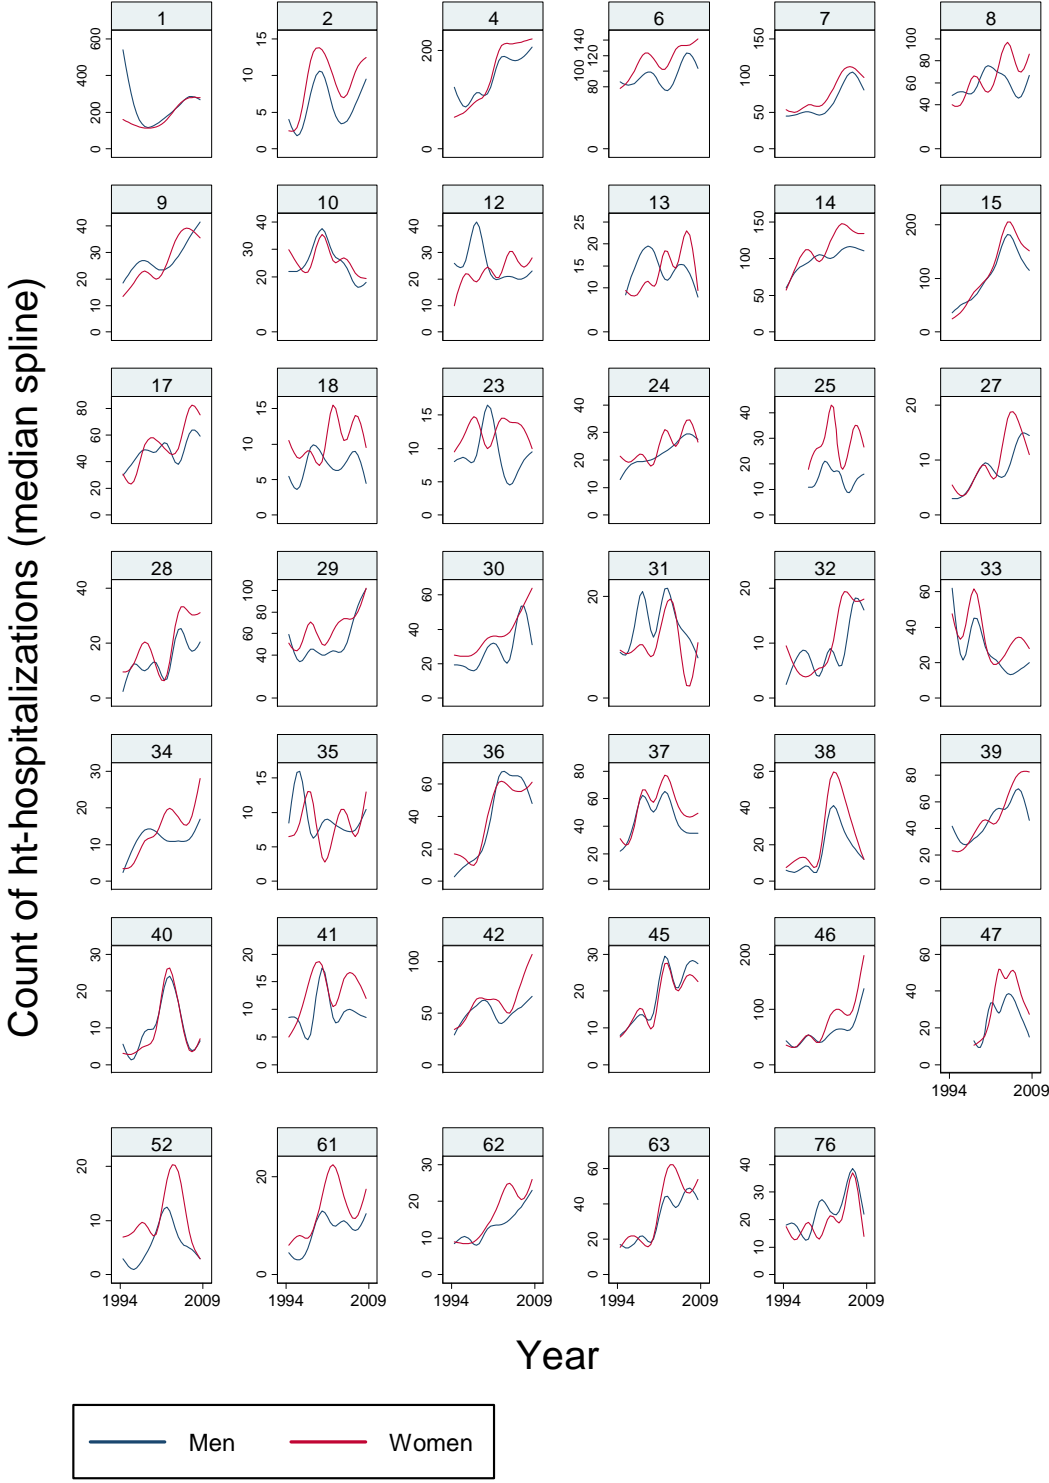 Count of ht-hospitalizations (median spline)
1 2 4 6 7 8
0 200 400 600
0 5 10 15
0 200
0 80 100 120 140
0 50 100 150
0 40 60 80 100
9 10 12 13 14 15
0 10 20 30 40
0 20 30 40
0 10 20 30 40
0 10 15 20 25
0 50 100 150
0 100 200
17 18 23 24 25 27
0 20 40 60 80
0 5 10 15
0 5 10 15
0 10 20 30 40
0 10 20 30 40
0 10 20
28 29 30 31 32 33
0 20 40
0 40 60 80 100
0 20 40 60
0 20
0 10 20
0 20 40 60
34 35 36 37 38 39
0 10 20 30
0 5 10 15
0 20 40 60
0 20 40 60 80
0 20 40 60
0 20 40 60 80
40 41 42 45 46 47
0 10 20 30
0 5 10 15 20
0 50 100
0 10 20 30
0 100 200
0 20 40 60
1994 2009
52 61 62 63 76
0 10 20
0 20
0 10 20 30
0 20 40 60
0 10 20 30 40
1994 2009 1994 2009 1994 2009 1994 2009 1994 2009
Year
Men Women